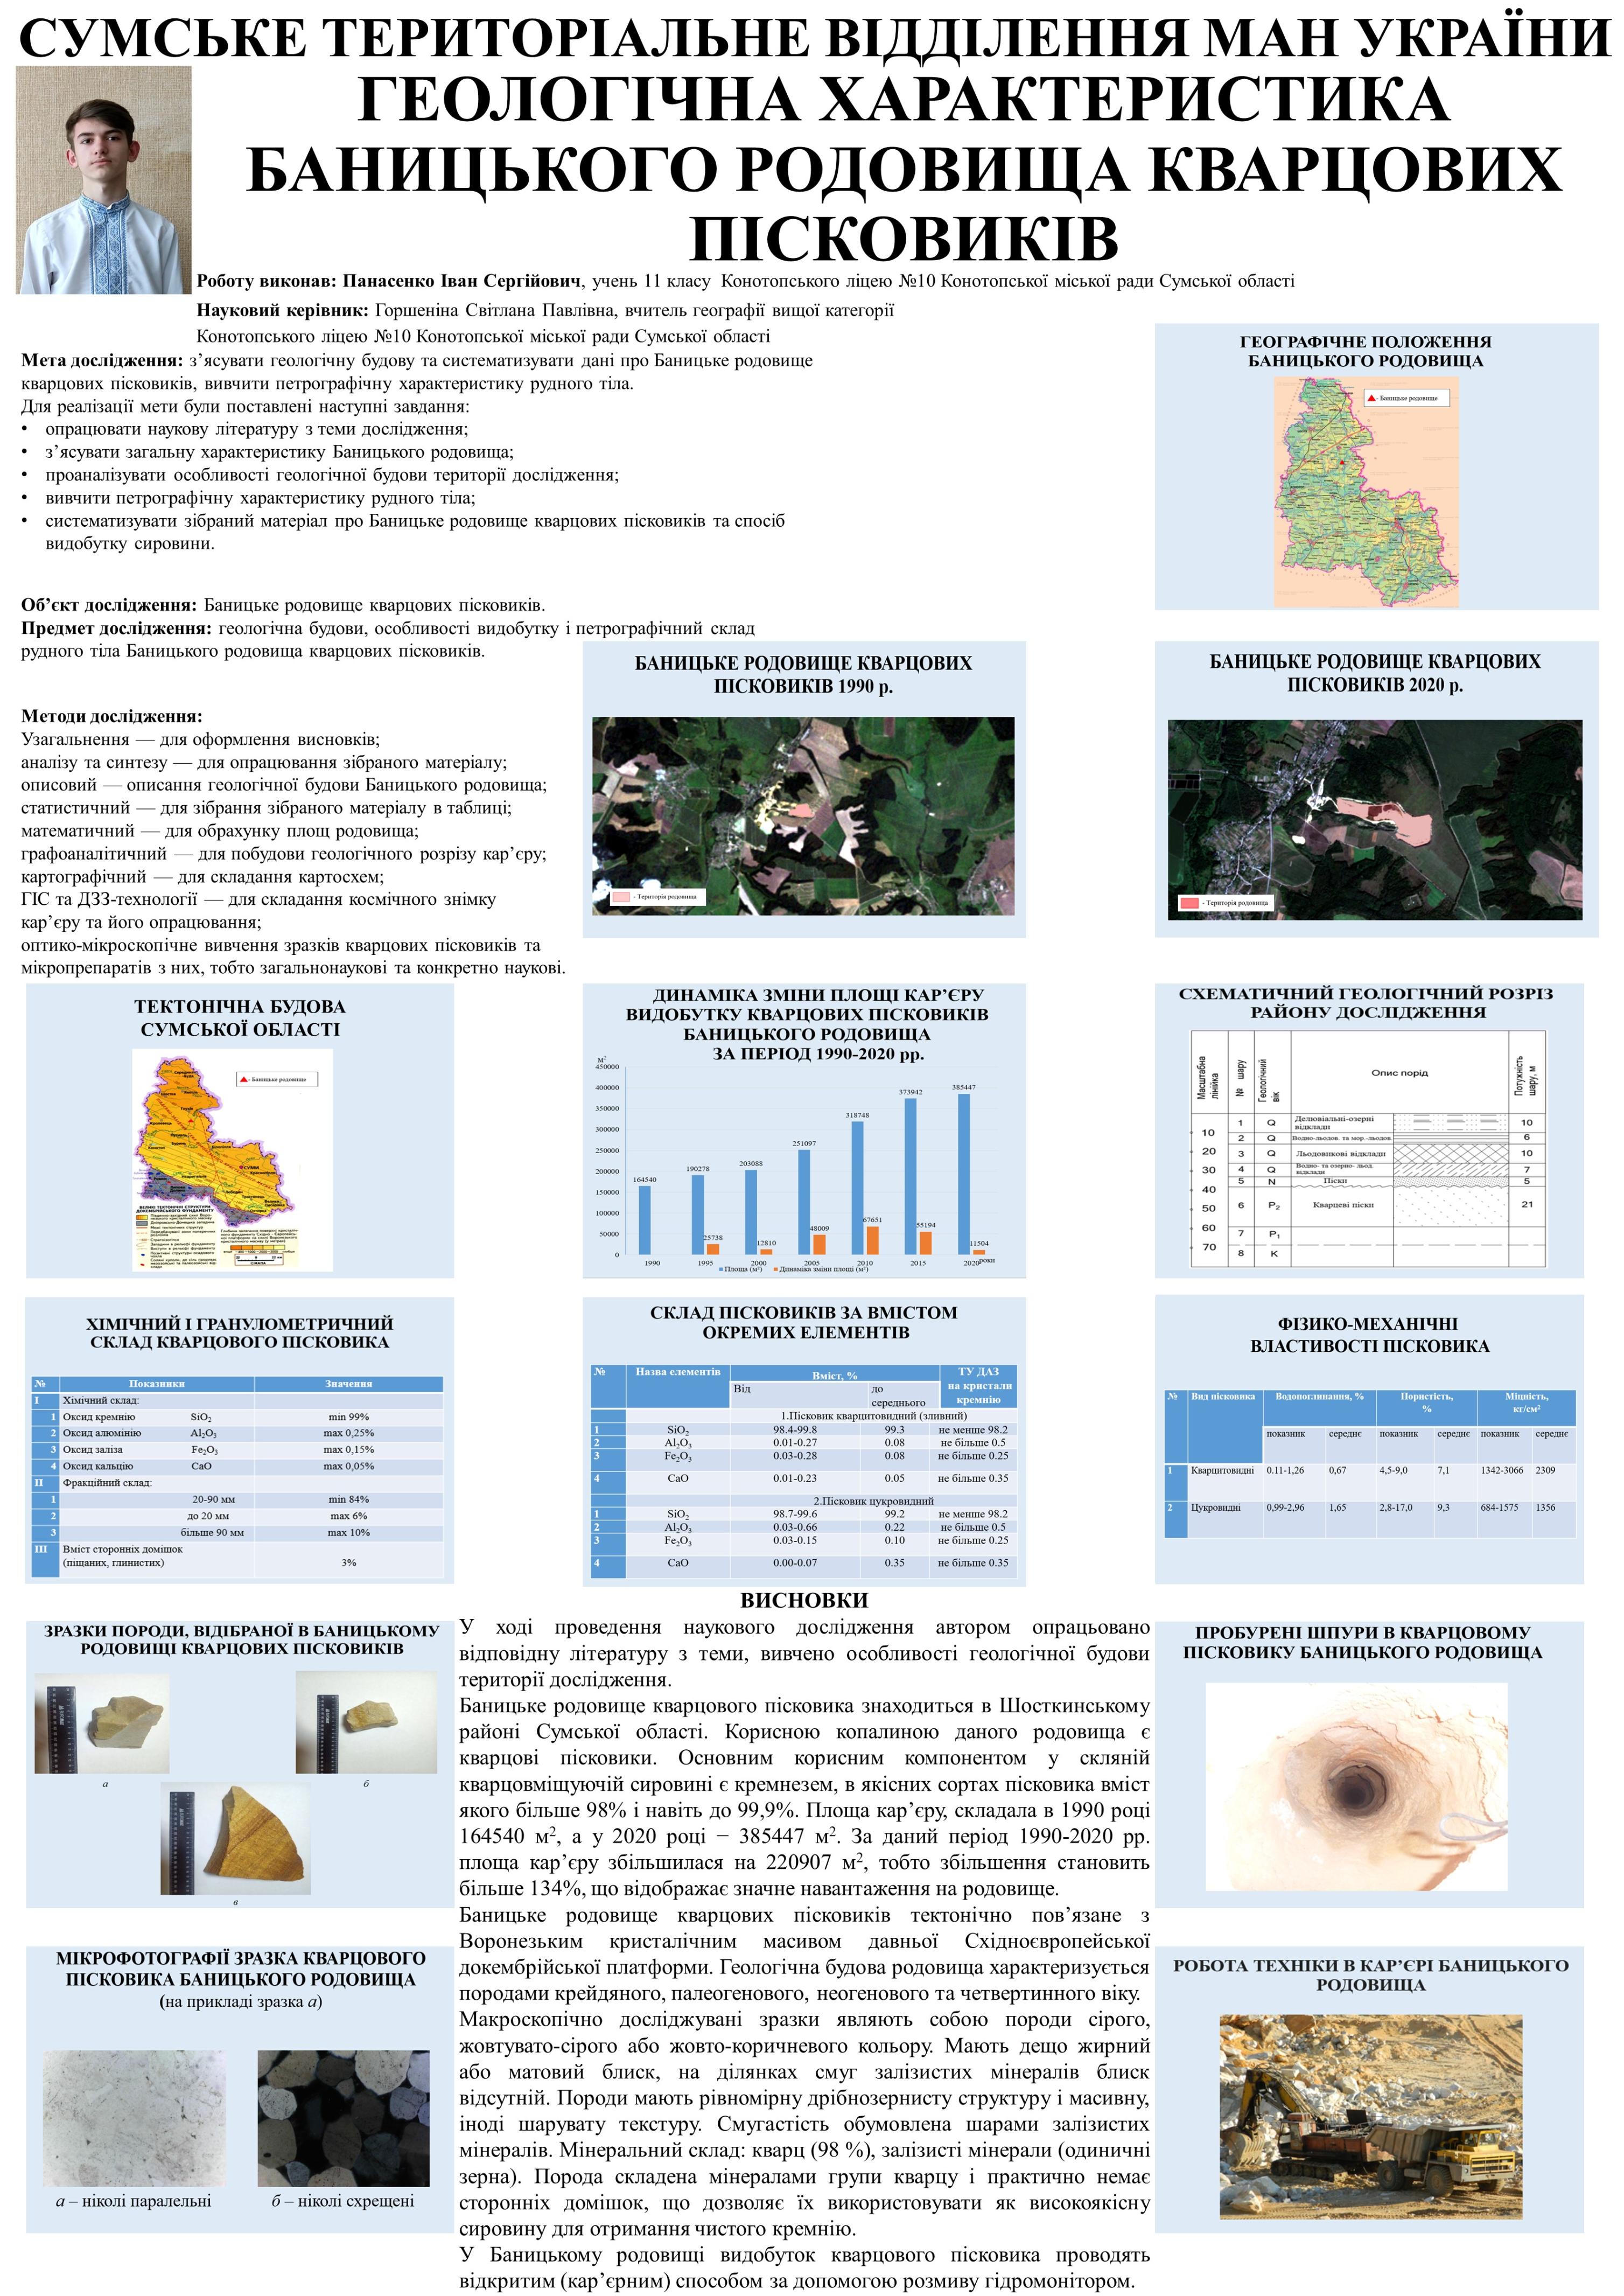 СУМСЬКЕ ТЕРИТОРІАЛЬНЕ ВІДДІЛЕННЯ МАН УКРАЇНИ
ГЕОЛОГІЧНА ХАРАКТЕРИСТИКА
БАНИЦЬКОГО РОДОВИЩА КВАРЦОВИХ
ПІСКОВИКІВ
Роботу виконав: Панасенко Іван Сергійович, учень 11 класу Конотопського ліцею №10 Конотопської міської ради Сумської області
Науковий керівник: Горшеніна Світлана Павлівна, вчитель географії вищої категорії
Конотопського ліцею №10 Конотопської міської ради Сумської області
Мета дослідження: з’ясувати геологічну будову та систематизувати дані про Баницьке родовище
кварцових пісковиків, вивчити петрографічну характеристику рудного тіла.
Для реалізації мети були поставлені наступні завдання:
• опрацювати наукову літературу з теми дослідження;
• з’ясувати загальну характеристику Баницького родовища;
• проаналізувати особливості геологічної будови території дослідження;
• вивчити петрографічну характеристику рудного тіла;
• систематизувати зібраний матеріал про Баницьке родовище кварцових пісковиків та спосіб
видобутку сировини.
Об’єкт дослідження: Баницьке родовище кварцових пісковиків.
Предмет дослідження: геологічна будови, особливості видобутку і петрографічний склад
рудного тіла Баницького родовища кварцових пісковиків.
Методи дослідження:
Узагальнення — для оформлення висновків;
аналізу та синтезу — для опрацювання зібраного матеріалу;
описовий — описання геологічної будови Баницького родовища;
статистичний — для зібрання зібраного матеріалу в таблиці;
математичний — для обрахунку площ родовища;
графоаналітичний — для побудови геологічного розрізу кар’єру;
картографічний — для складання картосхем;
ГІС та ДЗЗ-технології — для складання космічного знімку
кар’єру та його опрацювання;
оптико-мікроскопічне вивчення зразків кварцових пісковиків та
мікропрепаратів з них, тобто загальнонаукові та конкретно наукові.
ГЕОГРАФІЧНЕ ПОЛОЖЕННЯ
БАНИЦЬКОГО РОДОВИЩА
- Баницьке родовище
БАНИЦЬКЕ РОДОВИЩЕ КВАРЦОВИХ
ПІСКОВИКІВ 1990 р.
- Територія родовища
БАНИЦЬКЕ РОДОВИЩЕ КВАРЦОВИХ
ПІСКОВИКІВ 2020 р.
- Територія родовища
ТЕКТОНІЧНА БУДОВА
СУМСЬКОЇ ОБЛАСТІ
- Баницьке родовище
СУМИ
ДИНАМІКА ЗМІНИ ПЛОЩІ КАР’ЄРУ
ВИДОБУТКУ КВАРЦОВИХ ПІСКОВИКІВ
БАНИЦЬКОГО РОДОВИЩА
ЗА ПЕРІОД 1990-2020 рр.
м²
450000
400000
350000
300000
250000
200000
150000
100000
50000
0
164540 190278 203088 251097 318748 373942 385447
25738 12810 48009 67651 55194 11504
1990 1995 2000 2005 2010 2015 2020 роки
Площа (м²) Динаміка зміни площі (м²)
СХЕМАТИЧНИЙ ГЕОЛОГІЧНИЙ РОЗРІЗ
РАЙОНУ ДОСЛІДЖЕННЯ
Масштабна лінійка № шару Геологічний вік Опис порід Потужність шару, м
10 20 30 40 50 60 70
1 Q Делювіальні-озерні відклади 10
2 Q Водно-льодов. та мор.-льодов. 6
3 Q Льодовикові відклади 10
4 Q Водно- та озерно- льод. відклади 7
5 N Піски 5
6 P₂ Кварцеві піски 21
7 P₁
8 K
ХІМІЧНИЙ І ГРАНУЛОМЕТРИЧНИЙ
СКЛАД КВАРЦОВОГО ПІСКОВИКА
№ Показники Значення
I Хімічний склад:
1 Оксид кремнію SiO₂ min 99%
2 Оксид алюмінію Al₂O₃ max 0,25%
3 Оксид заліза Fe₂O₃ max 0,15%
4 Оксид кальцію CaO max 0,05%
II Фракційний склад:
1 20-90 мм min 84%
2 до 20 мм max 6%
3 більше 90 мм max 10%
III Вміст сторонніх домішок
(піщаних, глинистих) 3%
СКЛАД ПІСКОВИКІВ ЗА ВМІСТОМ
ОКРЕМИХ ЕЛЕМЕНТІВ
№ Назва елементів Вміст, % ТУ ДАЗ
на кристали
кремнію
Від до
середнього
1.Пісковик кварцитовидний (зливний)
1 SiO₂ 98.4-99.8 99.3 не менше 98.2
2 Al₂O₃ 0.01-0.27 0.08 не більше 0.5
3 Fe₂O₃ 0.03-0.28 0.08 не більше 0.25
4 CaO 0.01-0.23 0.05 не більше 0.35
2.Пісковик цукровидний
1 SiO₂ 98.7-99.6 99.2 не менше 98.2
2 Al₂O₃ 0.03-0.66 0.22 не більше 0.5
3 Fe₂O₃ 0.03-0.15 0.10 не більше 0.25
4 CaO 0.00-0.07 0.35 не більше 0.35
ФІЗИКО-МЕХАНІЧНІ
ВЛАСТИВОСТІ ПІСКОВИКА
№ Вид пісковика Водопоглинання, % Пористість, % Міцність, кг/см²
показник середнє показник середнє показник середнє
1 Кварцитовидні 0.11-1,26 0,67 4,5-9,0 7,1 1342-3066 2309
2 Цукровидні 0,99-2,96 1,65 2,8-17,0 9,3 684-1575 1356
ЗРАЗКИ ПОРОДИ, ВІДІБРАНОЇ В БАНИЦЬКОМУ
РОДОВИЩІ КВАРЦОВИХ ПІСКОВИКІВ
а
б
в
МІКРОФОТОГРАФІЇ ЗРАЗКА КВАРЦОВОГО
ПІСКОВИКА БАНИЦЬКОГО РОДОВИЩА
(на прикладі зразка а)
а – ніколі паралельні
б – ніколі схрещені
ВИСНОВКИ
У ході проведення наукового дослідження автором опрацьовано
відповідну літературу з теми, вивчено особливості геологічної будови
території дослідження.
Баницьке родовище кварцового пісковика знаходиться в Шосткинському
районі Сумської області. Корисною копалиною даного родовища є
кварцові пісковики. Основним корисним компонентом у скляній
кварцовміщуючій сировині є кремнезем, в якісних сортах пісковика вміст
якого більше 98% і навіть до 99,9%. Площа кар’єру, складала в 1990 році
164540 м², а у 2020 році − 385447 м². За даний період 1990-2020 рр.
площа кар’єру збільшилася на 220907 м², тобто збільшення становить
більше 134%, що відображає значне навантаження на родовище.
Баницьке родовище кварцових пісковиків тектонічно пов’язане з
Воронезьким кристалічним масивом давньої Східноєвропейської
докембрійської платформи. Геологічна будова родовища характеризується
породами крейдяного, палеогенового, неогенового та четвертинного віку.
Макроскопічно досліджувані зразки являють собою породи сірого,
жовтувато-сірого або жовто-коричневого кольору. Мають дещо жирний
або матовий блиск, на ділянках смуг залізистих мінералів блиск
відсутній. Породи мають рівномірну дрібнозернисту структуру і масивну,
іноді шарувату текстуру. Смугастість обумовлена шарами залізистих
мінералів. Мінеральний склад: кварц (98 %), залізисті мінерали (одиничні
зерна). Порода складена мінералами групи кварцу і практично немає
сторонніх домішок, що дозволяє їх використовувати як високоякісну
сировину для отримання чистого кремнію.
У Баницькому родовищі видобуток кварцового пісковика проводять
відкритим (кар’єрним) способом за допомогою розмиву гідромонітором.
ПРОБУРЕНІ ШПУРИ В КВАРЦОВОМУ
ПІСКОВИКУ БАНИЦЬКОГО РОДОВИЩА
РОБОТА ТЕХНІКИ В КАР’ЄРІ БАНИЦЬКОГО
РОДОВИЩА